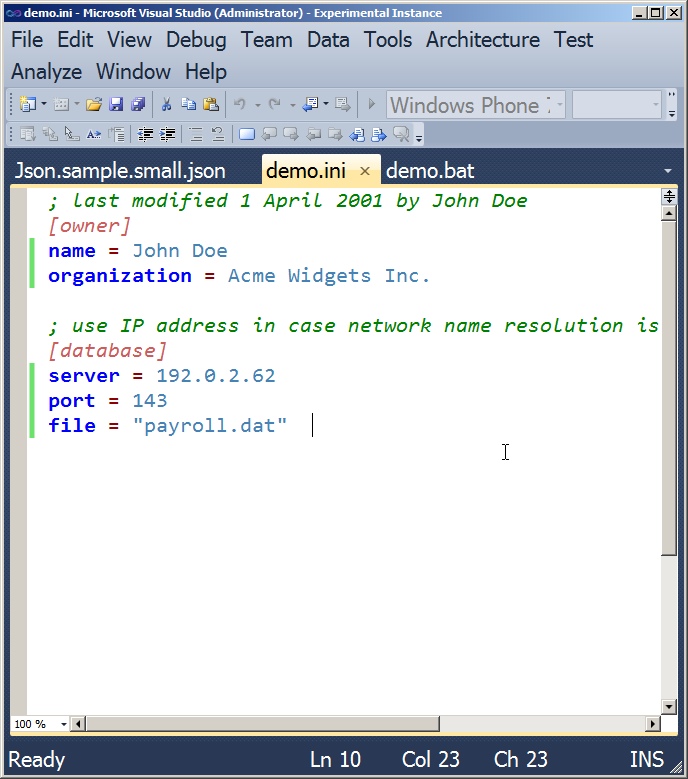 demo.ini - Microsoft Visual Studio (Administrator) - Experimental Instance
File Edit View Debug Team Data Tools Architecture Test
Analyze Window Help
Windows Phone
Json.sample.small.json demo.ini × demo.bat
; last modified 1 April 2001 by John Doe
[owner]
name = John Doe
organization = Acme Widgets Inc.
; use IP address in case network name resolution is
[database]
server = 192.0.2.62
port = 143
file = "payroll.dat"
100 %
Ready Ln 10 Col 23 Ch 23 INS